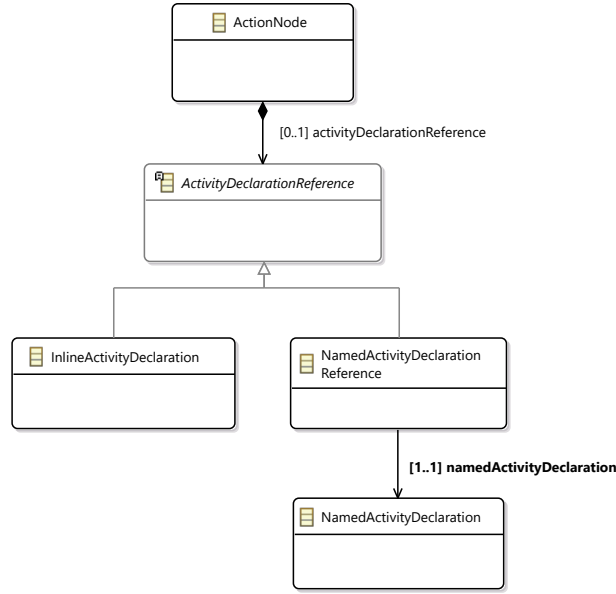 ActionNode
[0..1] activityDeclarationReference
ActivityDeclarationReference
InlineActivityDeclaration
NamedActivityDeclaration
Reference
[1..1] namedActivityDeclaration
NamedActivityDeclaration